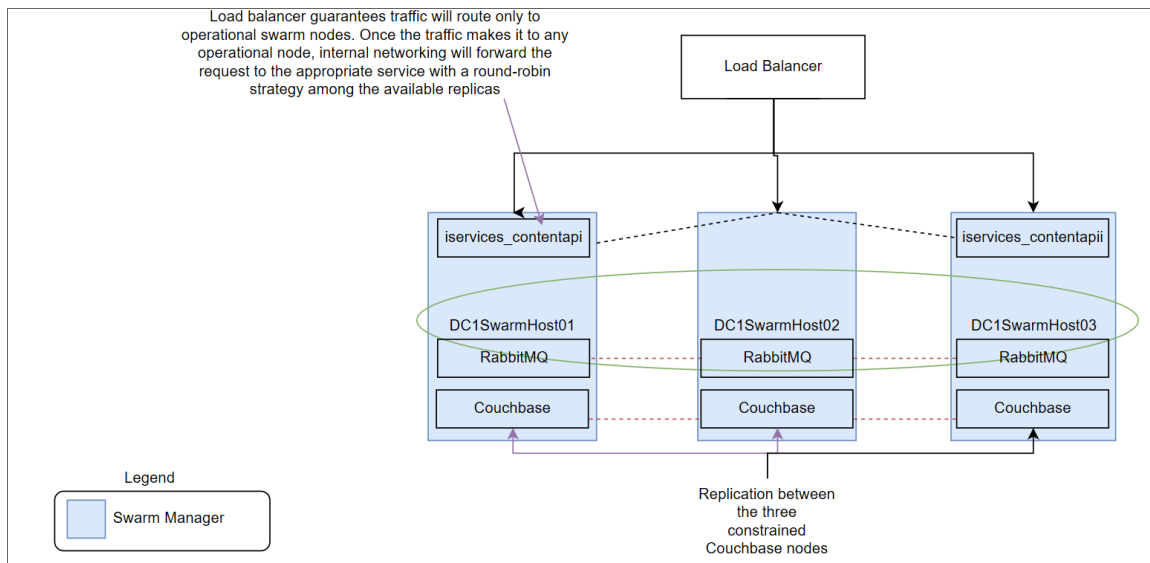 Load balancer guarantees traffic will route only to
operational swarm nodes. Once the traffic makes it to any
operational node, internal networking will forward the
request to the appropriate service with a round-robin
strategy among the available replicas
Load Balancer
iservices_contentapi
iservices_contentapii
DC1SwarmHost01
DC1SwarmHost02
DC1SwarmHost03
RabbitMQ
RabbitMQ
RabbitMQ
Couchbase
Couchbase
Couchbase
Legend
Swarm Manager
Replication between
the three
constrained
Couchbase nodes